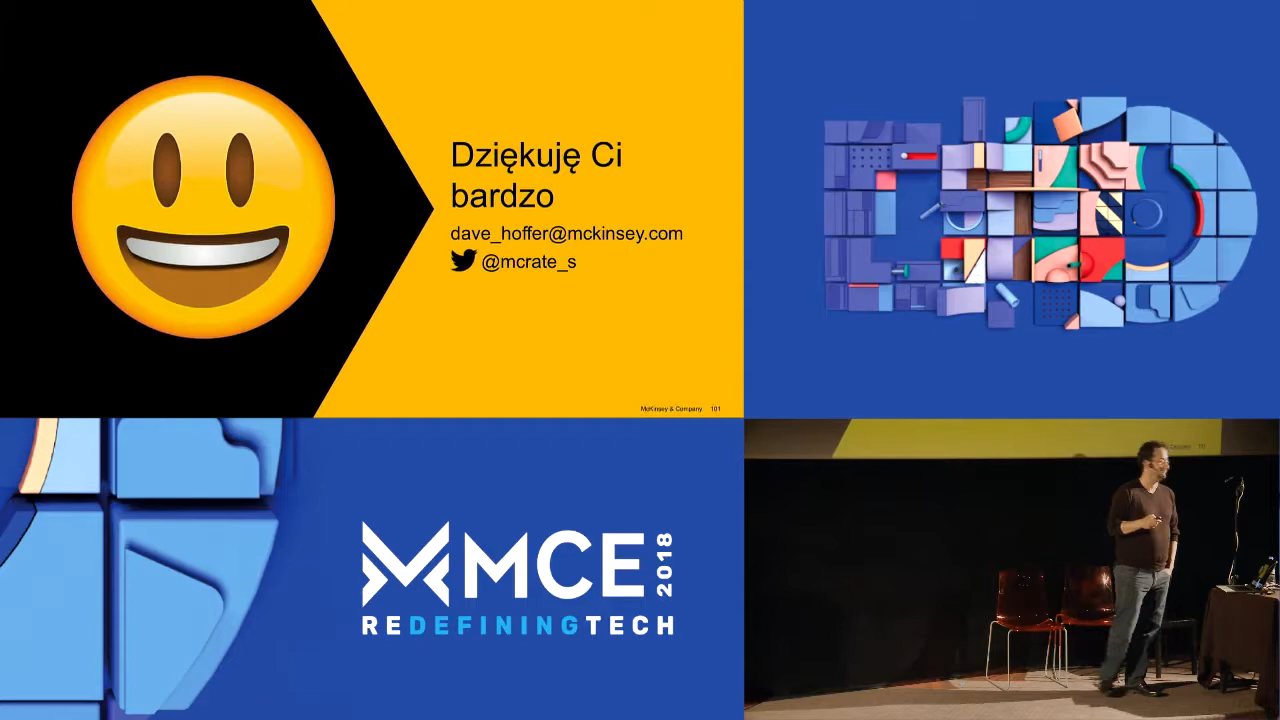 Dziękuję Ci
bardzo
dave_hoffer@mckinsey.com
@mcrate_s
McKinsey & Company 101
MCE 2018
REDEFININGTECH